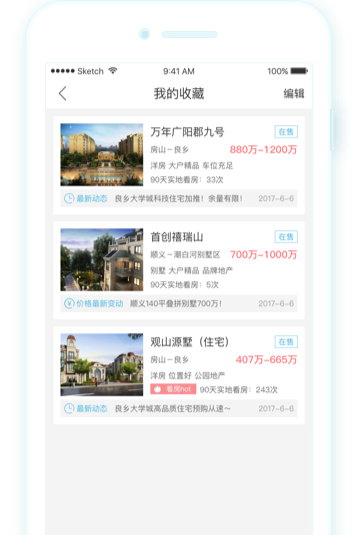 Sketch 9:41 AM 100%
我的收藏 编辑
万年广阳郡九号 在售
房山－良乡 880万~1200万
洋房 大户精品 车位充足
90天实地看房：33次
最新动态 良乡大学城科技住宅加推！余量有限！ 2017-6-6
首创禧瑞山 在售
顺义－潮白河别墅区 700万~1000万
别墅 大户精品 品牌地产
90天实地看房：5次
价格最新变动 顺义140平叠拼别墅700万！ 2017-6-6
观山源墅（住宅） 在售
房山－良乡 407万~665万
洋房 位置好 公园地产
看房hot 90天实地看房：243次
最新动态 良乡大学城高品质住宅预购从速～ 2017-6-6